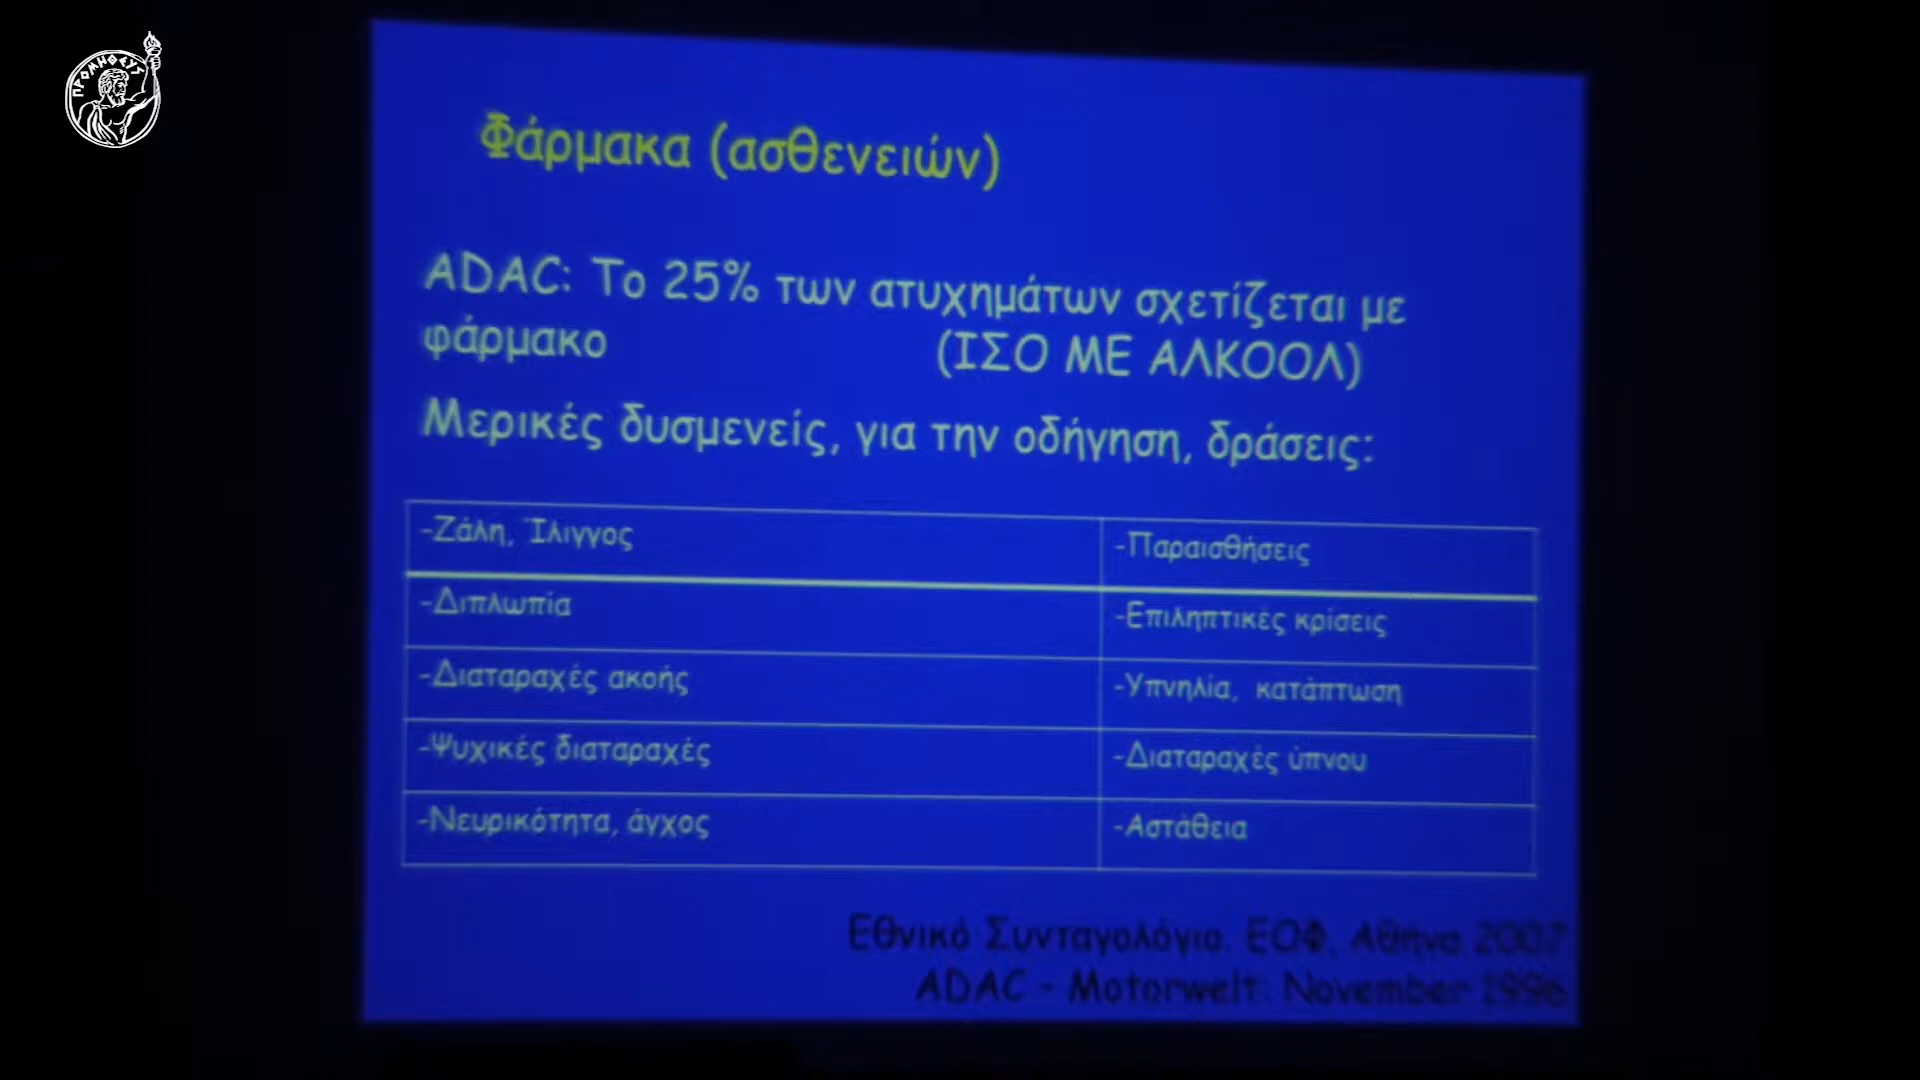 ΠΡΟΜΗΘΕΥΣ
Φάρμακα (ασθενειών)
ADAC: Το 25% των ατυχημάτων σχετίζεται με
φάρμακο (ΙΣΟ ΜΕ ΑΛΚΟΟΛ)
Μερικές δυσμενείς, για την οδήγηση, δράσεις:
-Ζάλη, Ίλιγγος -Παραισθήσεις
-Διπλωπία -Επιληπτικές κρίσεις
-Διαταραχές ακοής -Υπνηλία, κατάπτωση
-Ψυχικές διαταραχές -Διαταραχές ύπνου
-Νευρικότητα, άγχος -Αστάθεια
Εθνικό Συνταγολόγιο. ΕΟΦ, Αθήνα 2007
ADAC - Motorwelt: November 1996